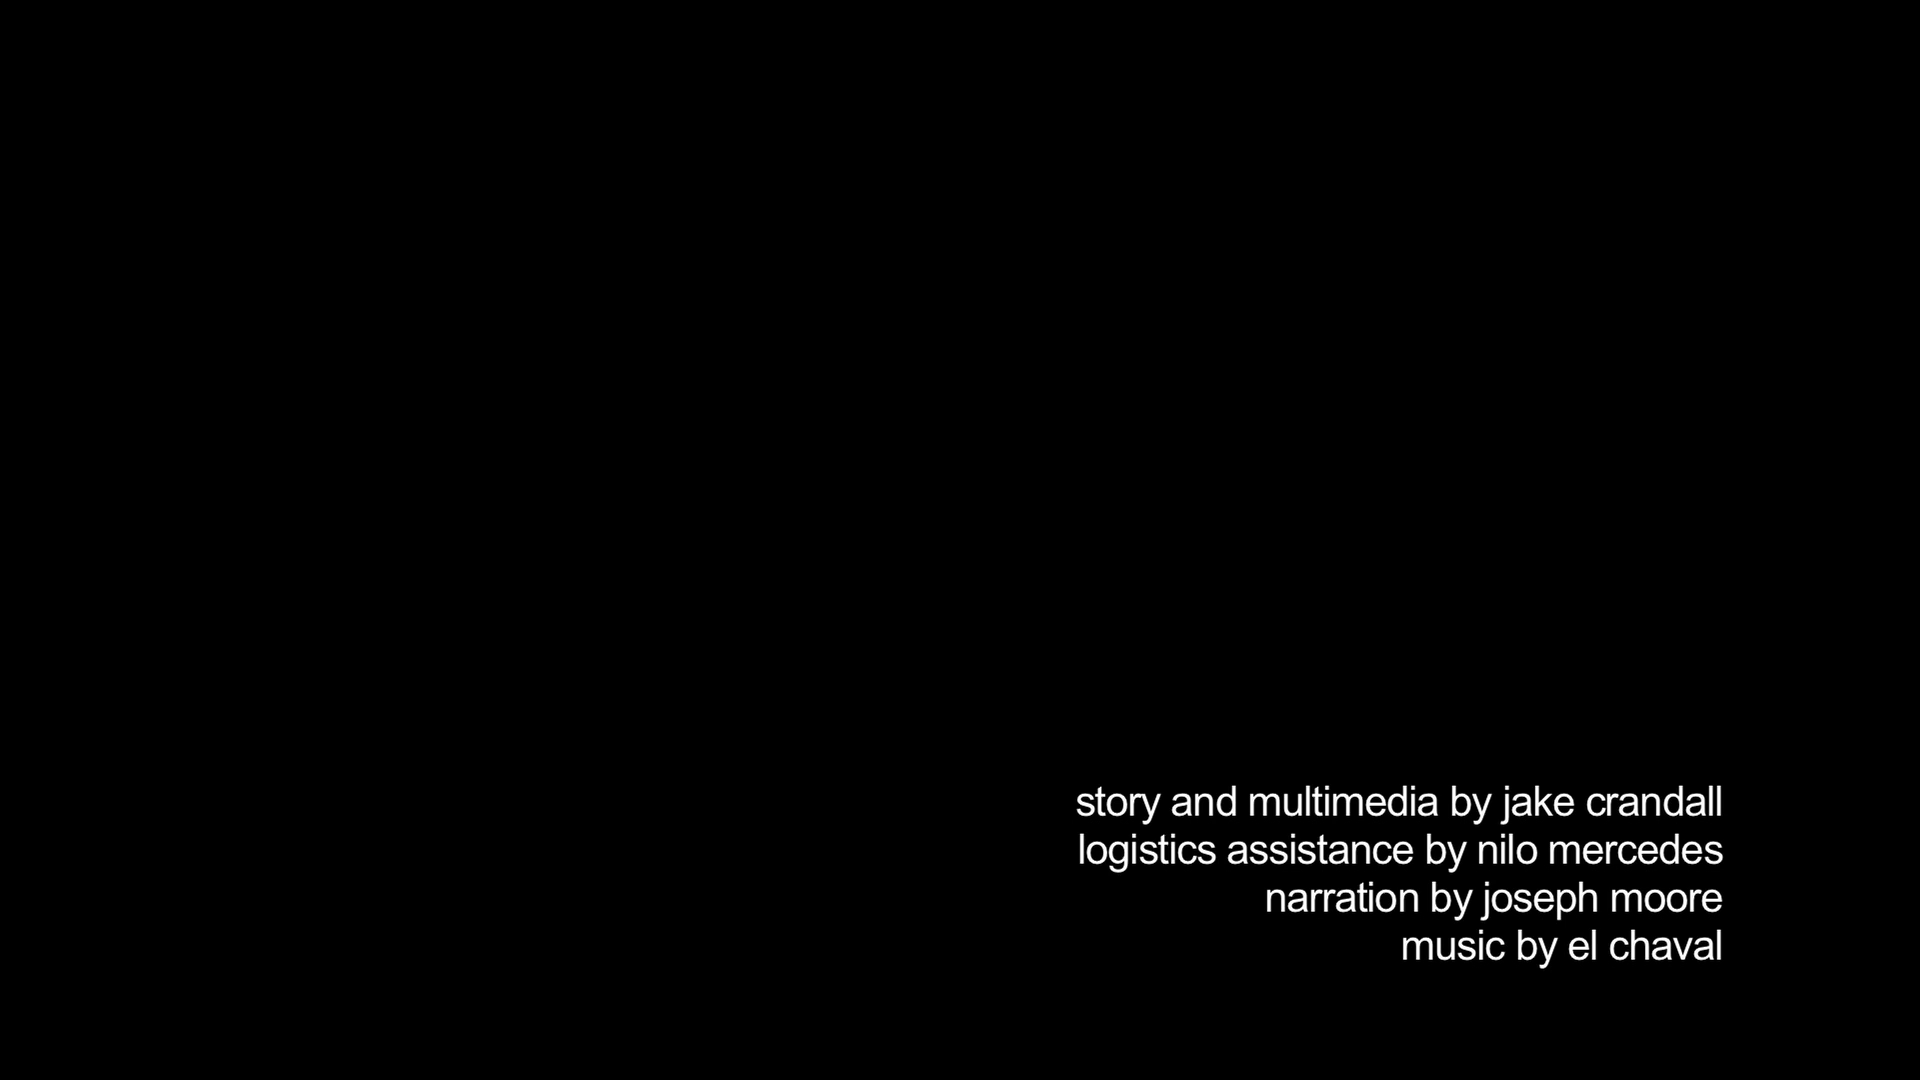 story and multimedia by jake crandall
logistics assistance by nilo mercedes
narration by joseph moore
music by el chaval